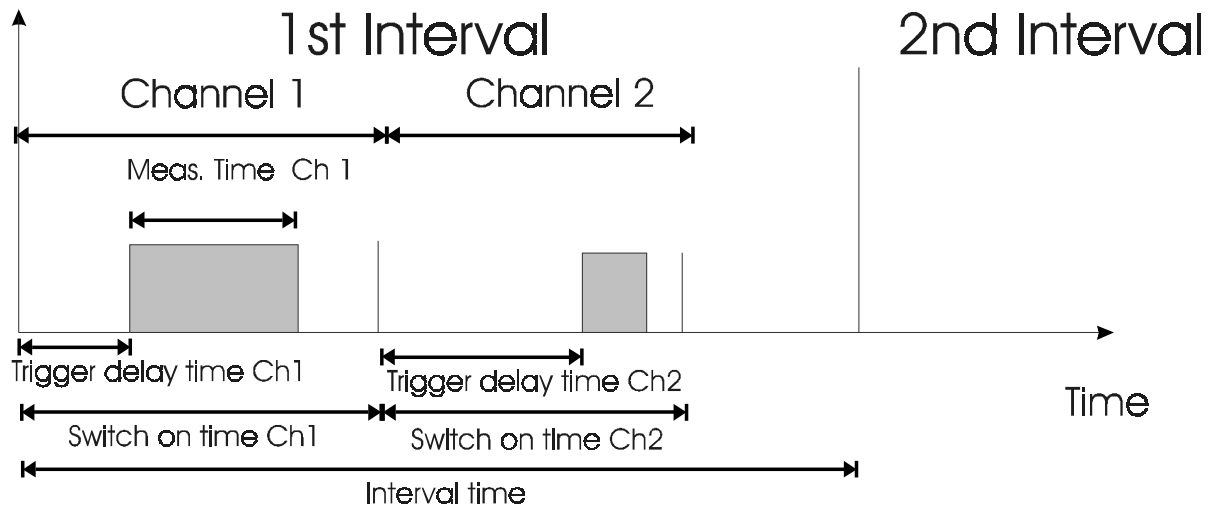 1st Interval 2nd Interval
Channel 1 Channel 2
Meas. Time Ch 1
Trigger delay time Ch1 Trigger delay time Ch2
Time
Switch on time Ch1 Switch on time Ch2
Interval time